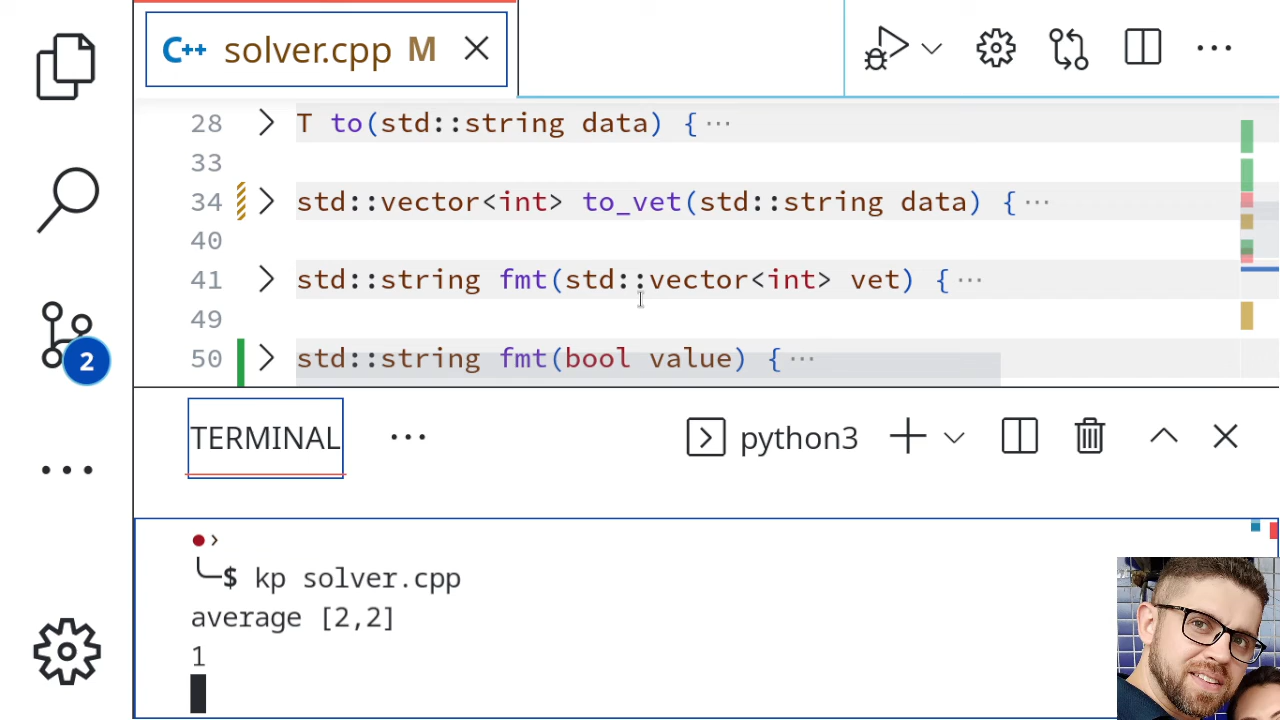 C++ solver.cpp M
28 T to(std::string data) { ···
33
34 std::vector<int> to_vet(std::string data) { ···
40
41 std::string fmt(std::vector<int> vet) { ···
49
50 std::string fmt(bool value) { ···
2
TERMINAL ··· python3
╰─$ kp solver.cpp
average [2,2]
1